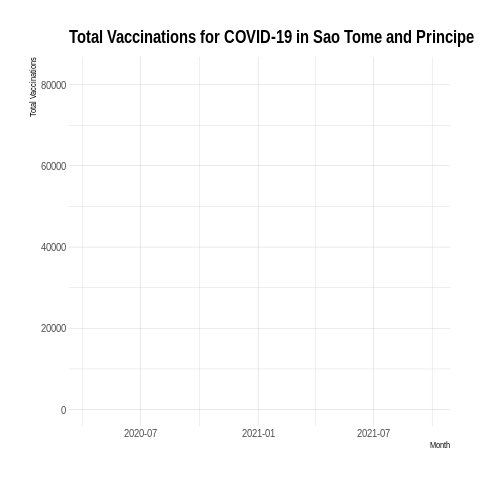 Total Vaccinations for COVID-19 in Sao Tome and Principe
Total Vaccinations
80000
60000
40000
20000
0
2020-07 2021-01 2021-07
Month